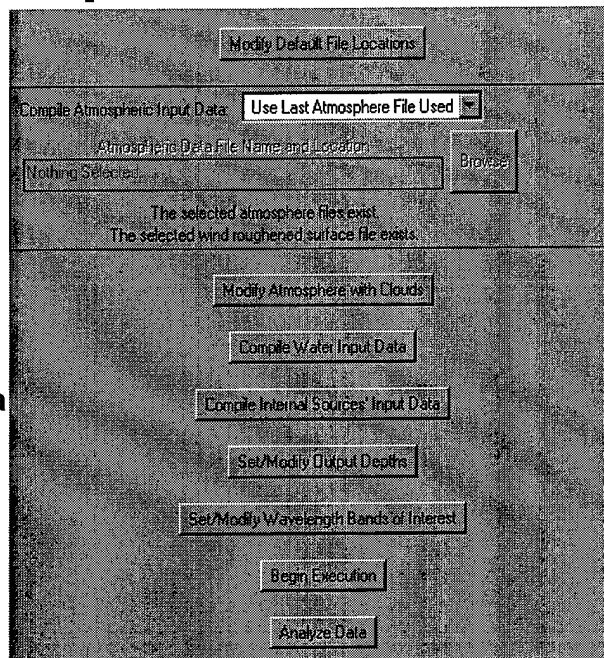 Modify Default File Locations
Compile Atmospheric Input Data: Use Last Atmosphere File Used
Atmospheric Data File Name and Location
Nothing Selected
Browse
The selected atmosphere files exist.
The selected wind roughened surface file exists.
Modify Atmosphere with Clouds
Compile Water Input Data
a
Compile Internal Sources' Input Data
Set/Modify Output Depths
Set/Modify Wavelength Bands of Interest
Begin Execution
Analyze Data